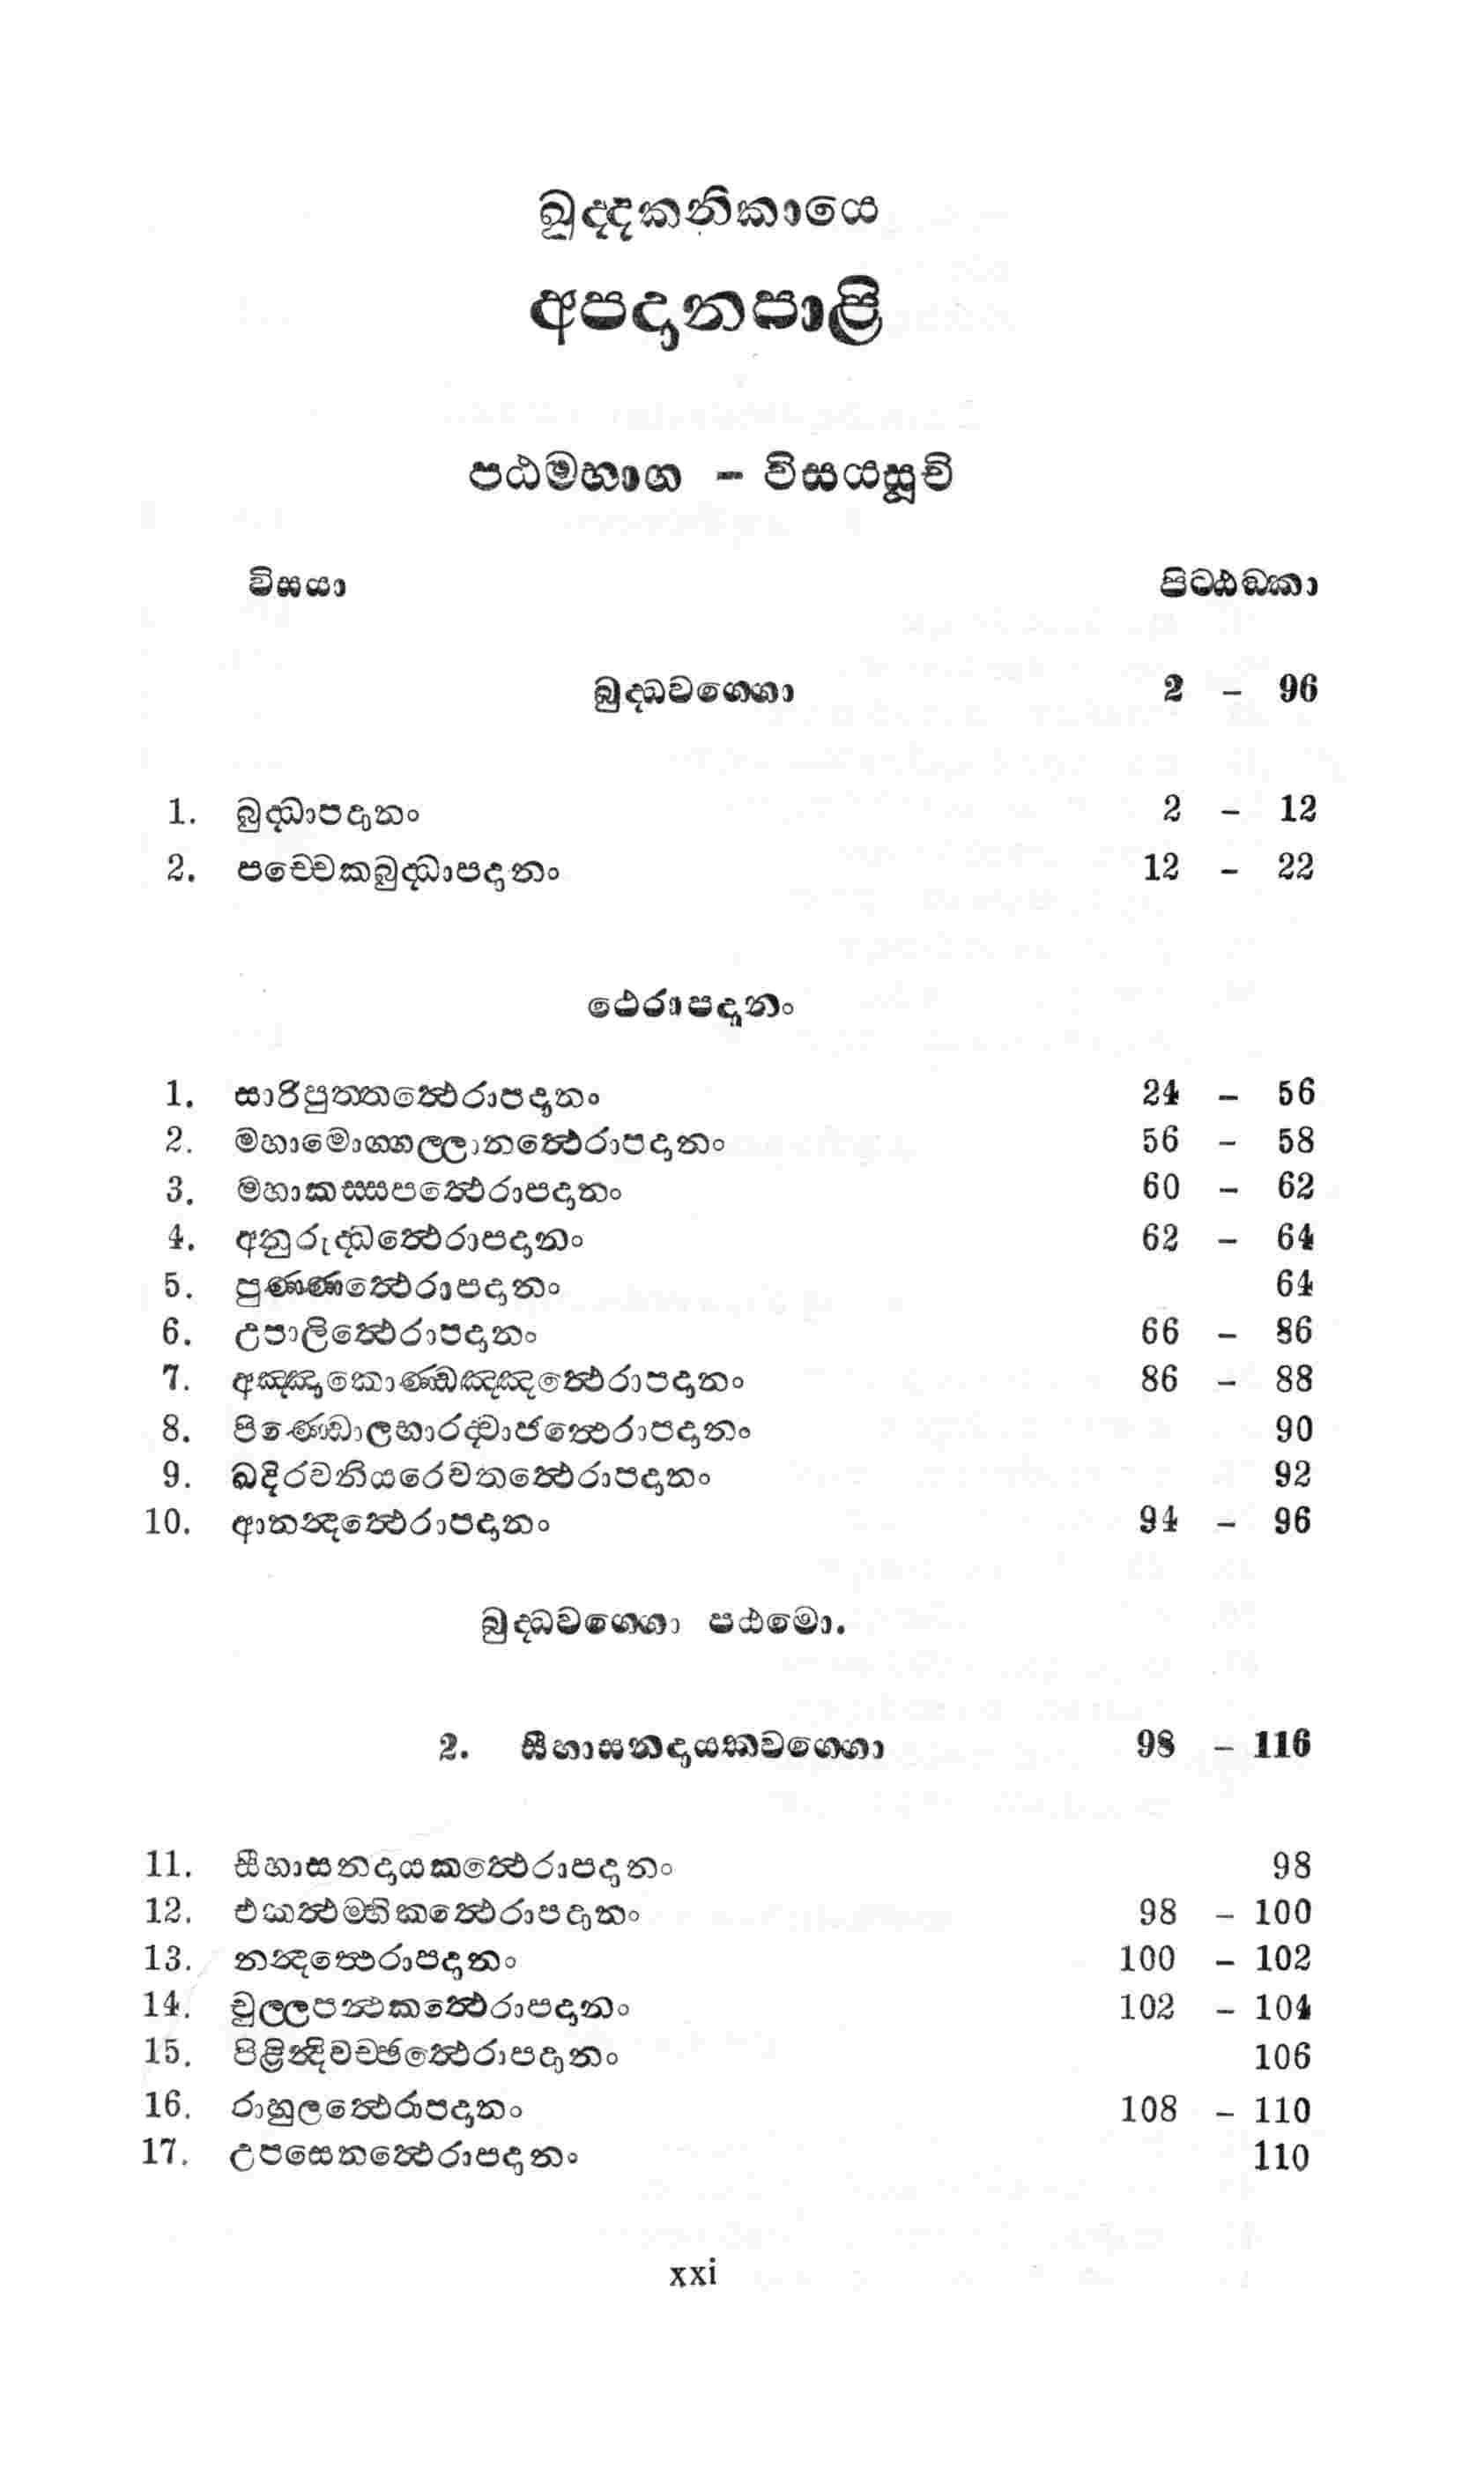 ඛුද්දකනිකායෙ
අපදානපාළි
පඨමභාග - විසයසූචි
විසයා පිට්ඨඞ්කා
බුද්ධවග්ගො 2 - 96
1. බුද්ධාපදානං 2 - 12
2. පච්චෙකබුද්ධාපදානං 12 - 22
ථෙරාපදානං
1. සාරිපුත්තත්ථෙරාපදානං 24 - 56
2. මහාමොග්ගල්ලානත්ථෙරාපදානං 56 - 58
3. මහාකස්සපත්ථෙරාපදානං 60 - 62
4. අනුරුද්ධත්ථෙරාපදානං 62 - 64
5. පුණ්ණත්ථෙරාපදානං 64
6. උපාලිත්ථෙරාපදානං 66 - 86
7. අඤ්ඤාකොණ්ඩඤ්ඤත්ථෙරාපදානං 86 - 88
8. පිණ්ඩොලභාරද්වාජත්ථෙරාපදානං 90
9. ඛදිරවනියරෙවතත්ථෙරාපදානං 92
10. ආනන්දත්ථෙරාපදානං 94 - 96
බුද්ධවග්ගො පඨමො.
2. සීහාසනදායකවග්ගො 98 - 116
11. සීහාසනදායකත්ථෙරාපදානං 98
12. එකත්ථම්භිකත්ථෙරාපදානං 98 - 100
13. නන්දත්ථෙරාපදානං 100 - 102
14. චුල්ලපන්ථකත්ථෙරාපදානං 102 - 104
15. පිළින්දිවච්ඡත්ථෙරාපදානං 106
16. රාහුලත්ථෙරාපදානං 108 - 110
17. උපසෙනත්ථෙරාපදානං 110
xxi